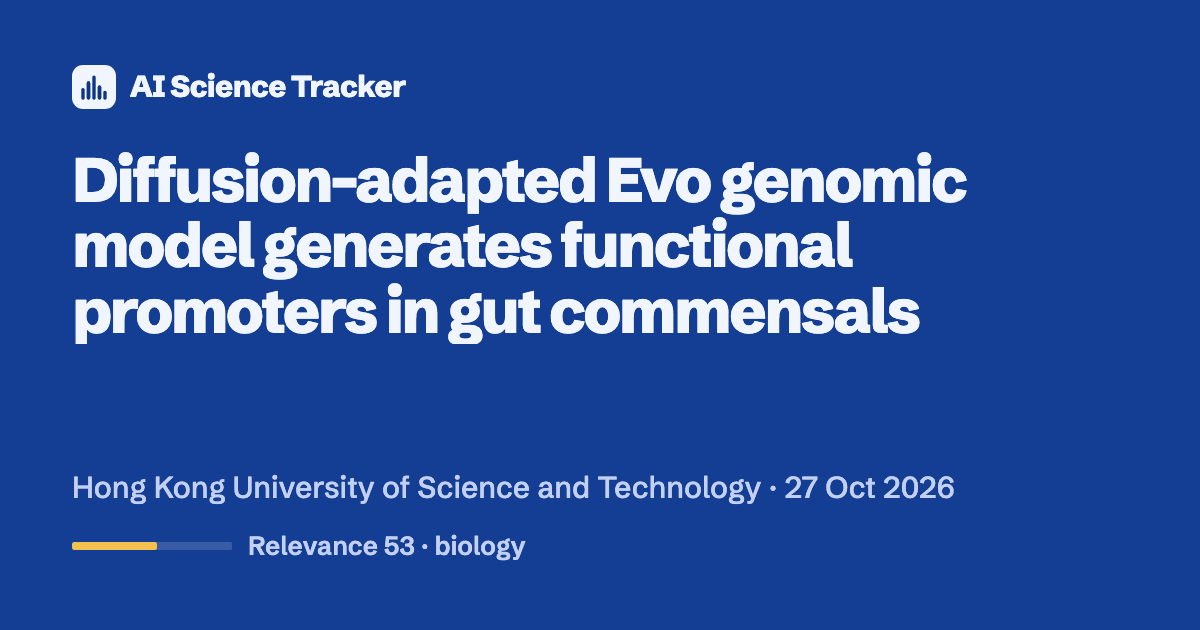 AI Science Tracker
Diffusion-adapted Evo genomic
model generates functional
promoters in gut commensals
Hong Kong University of Science and Technology · 27 Oct 2026
Relevance 53 · biology